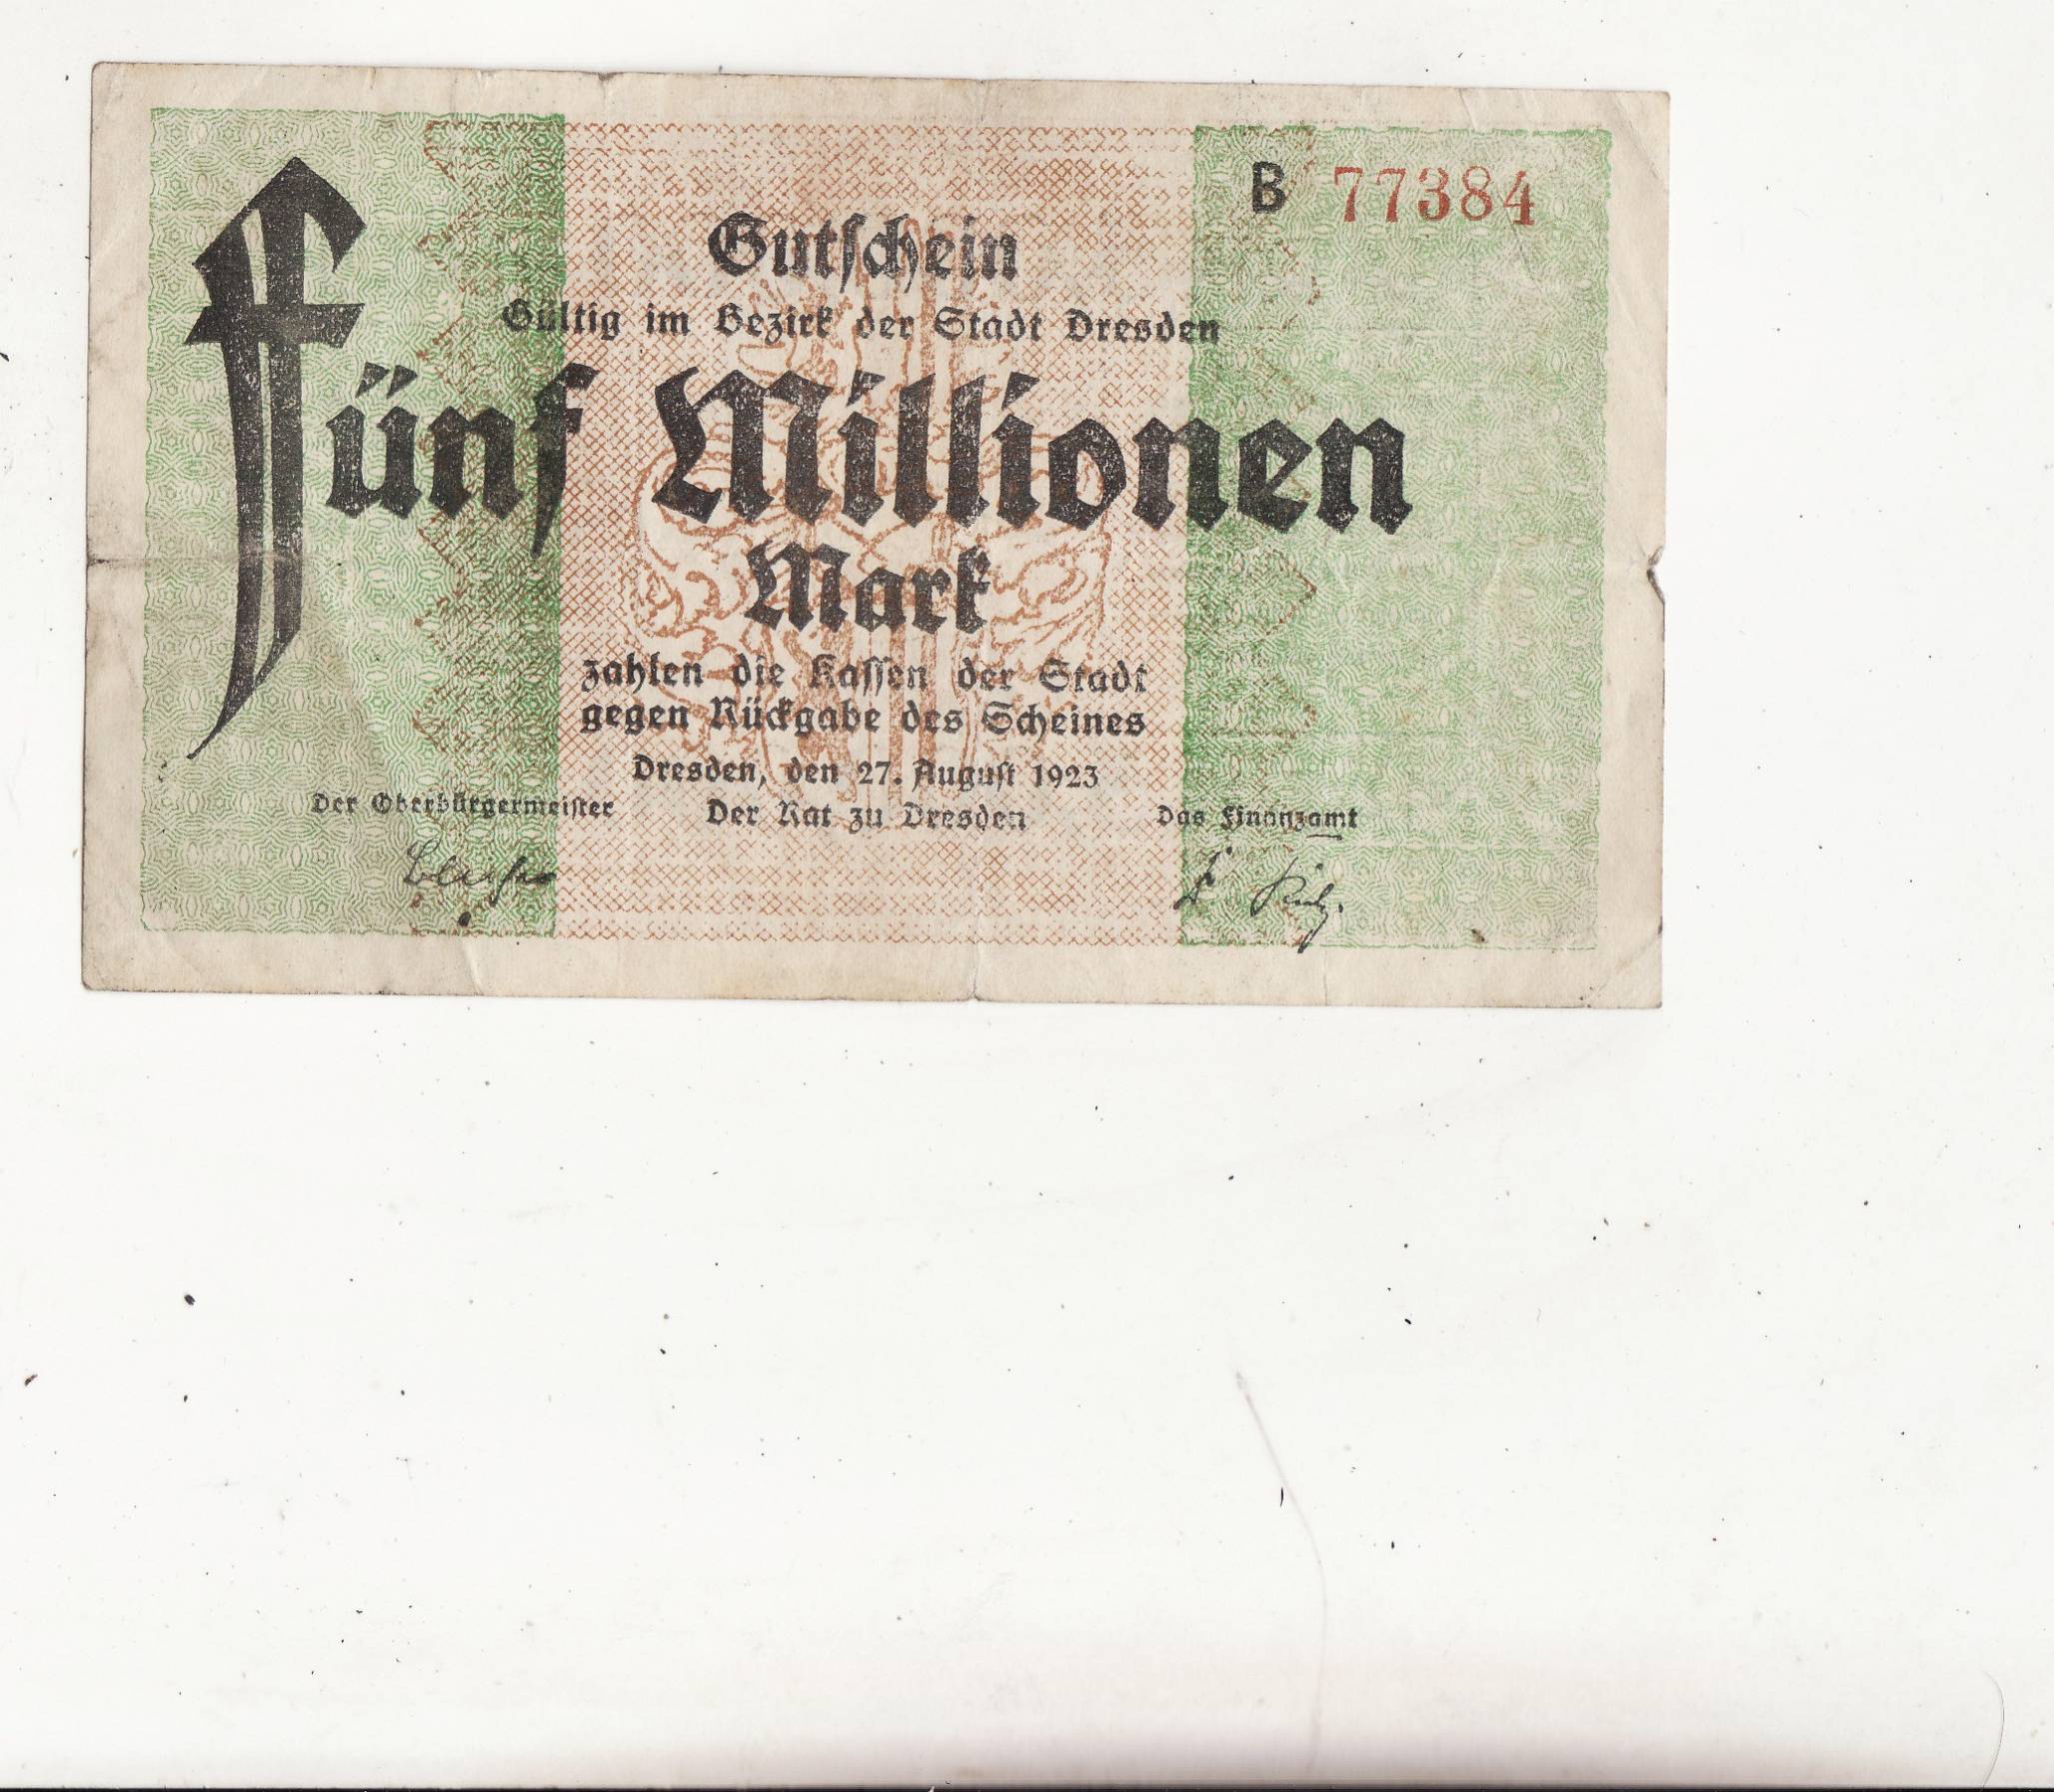 B 77384
Gutschein
Gültig im Bezirk der Stadt Dresden
Fünf Millionen
Mark
zahlen die Kassen der Stadt
gegen Rückgabe des Scheines
Dresden, den 27. August 1923
Der Oberbürgermeister Der Rat zu Dresden Das Finanzamt